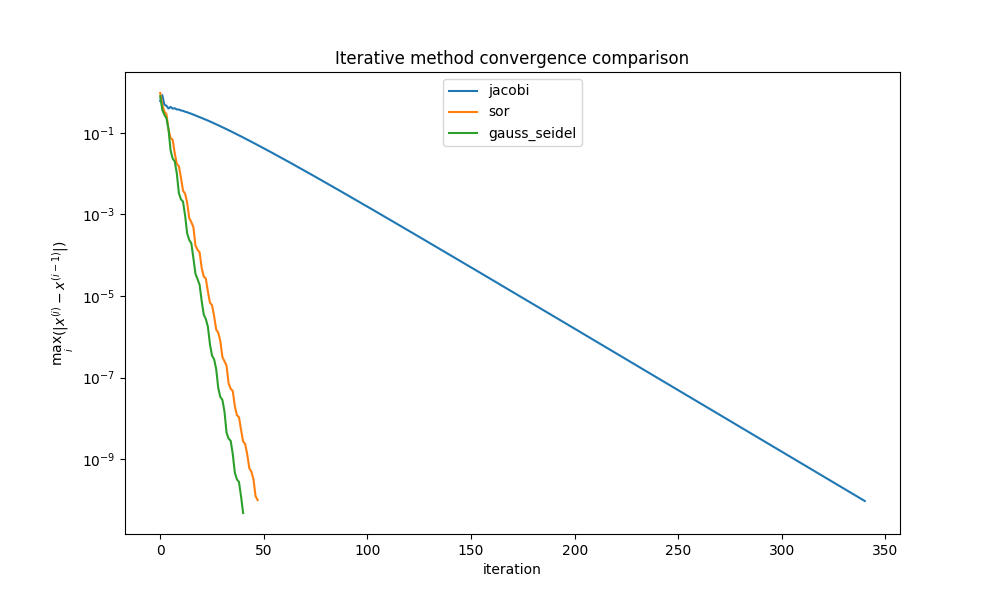 Iterative method convergence comparison
jacobi
sor
gauss_seidel
max(|x⁽ⁱ⁾ − x⁽ⁱ⁻¹⁾|)
i
10⁻¹
10⁻³
10⁻⁵
10⁻⁷
10⁻⁹
0 50 100 150 200 250 300 350
iteration